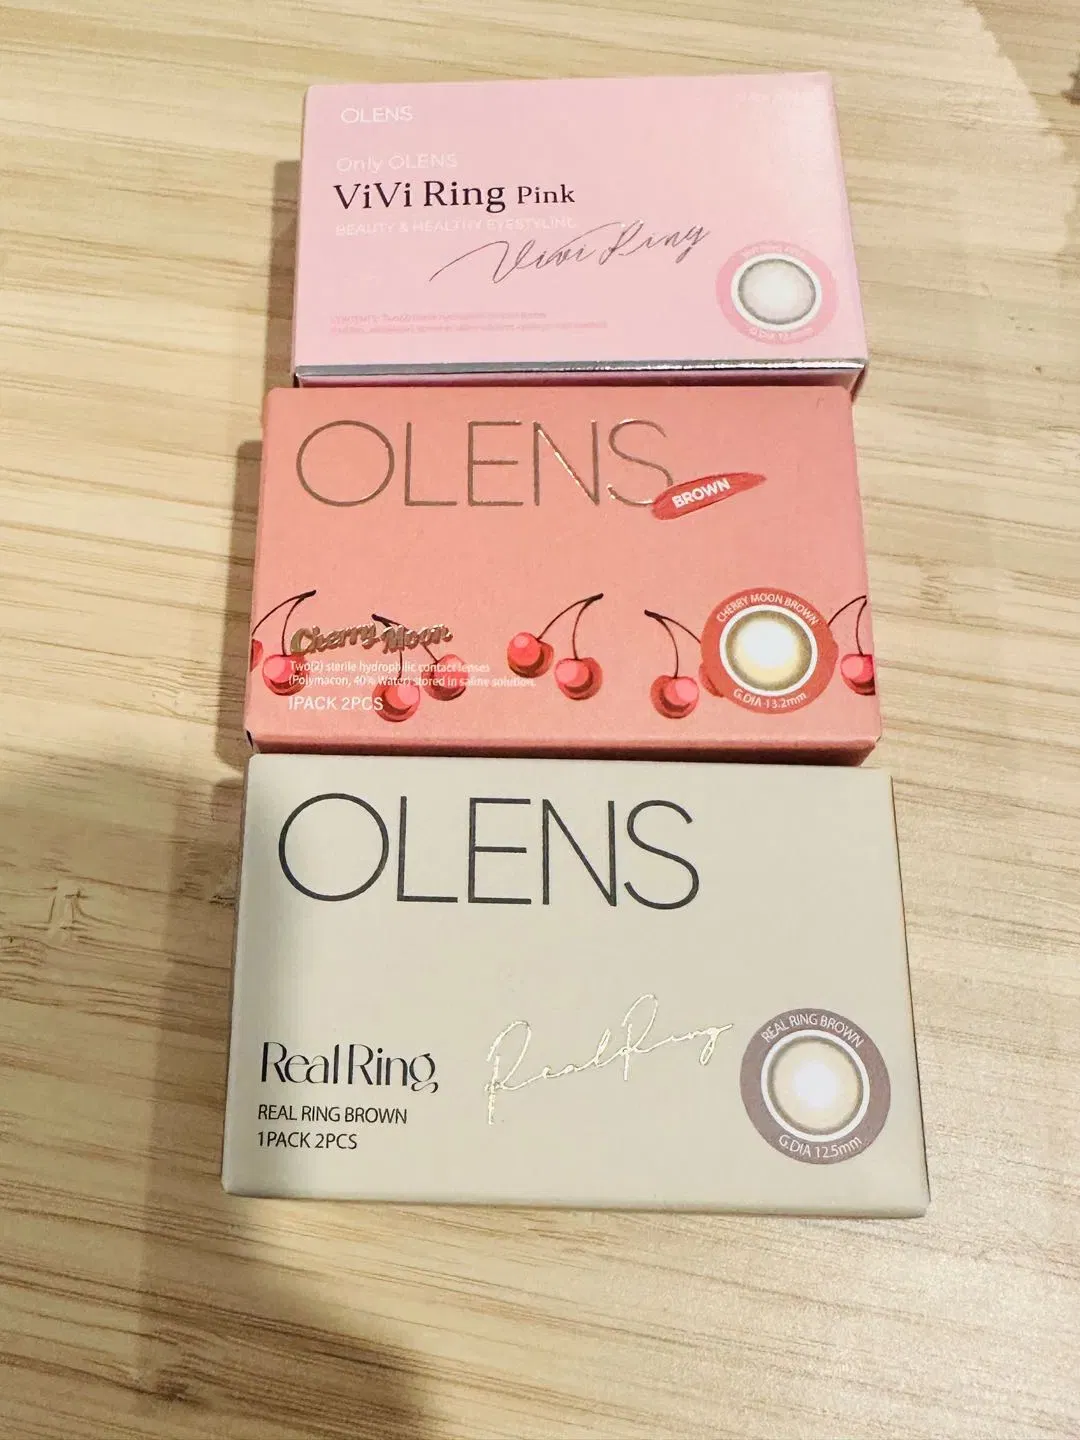 OLENS
Only OLENS
ViVi Ring Pink
BEAUTY & HEALTHY EYESTYLING
ViVi Ring
OLENS
BROWN
Cherry Moon
Two(2) sterile hydrophilic contact lenses
(Polymacon, 40% Water) stored in saline solution.
1PACK 2PCS
CHERRY MOON BROWN
G.DIA 13.2mm
OLENS
Real Ring
RealRing
REAL RING BROWN
1PACK 2PCS
REAL RING BROWN
G.DIA 12.5mm